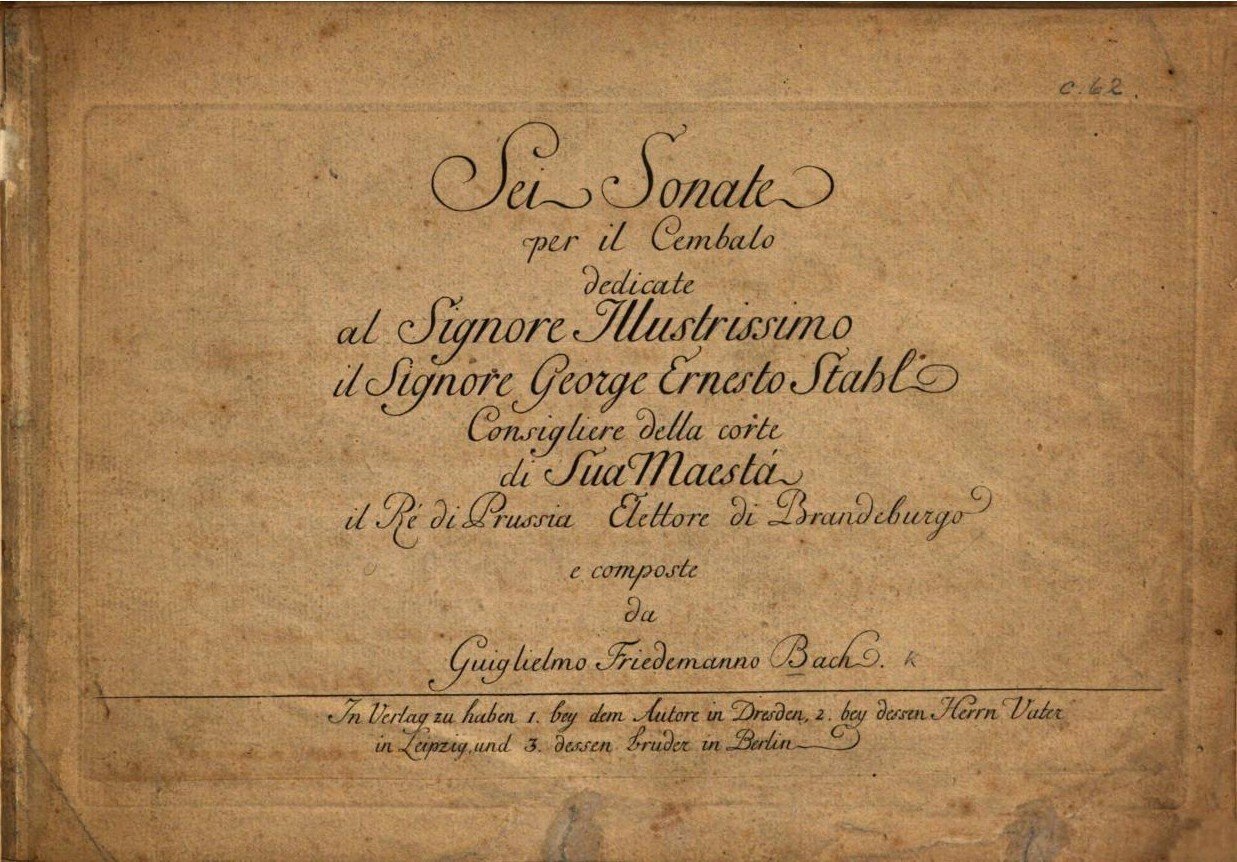 c.62.
Sei Sonate
per il Cembalo
dedicate
al Signore Illustrissimo
il Signore George Ernesto Stahl
Consigliere della corte
di Sua Maestá
il Ré di Prussia Elettore di Brandeburgo
e composte
da
Guiglielmo Friedemanno Bach. k
In Verlag zu haben 1. bey dem Autore in Dresden, 2. bey dessen Herrn Vater
in Leipzig, und 3. dessen bruder in Berlin